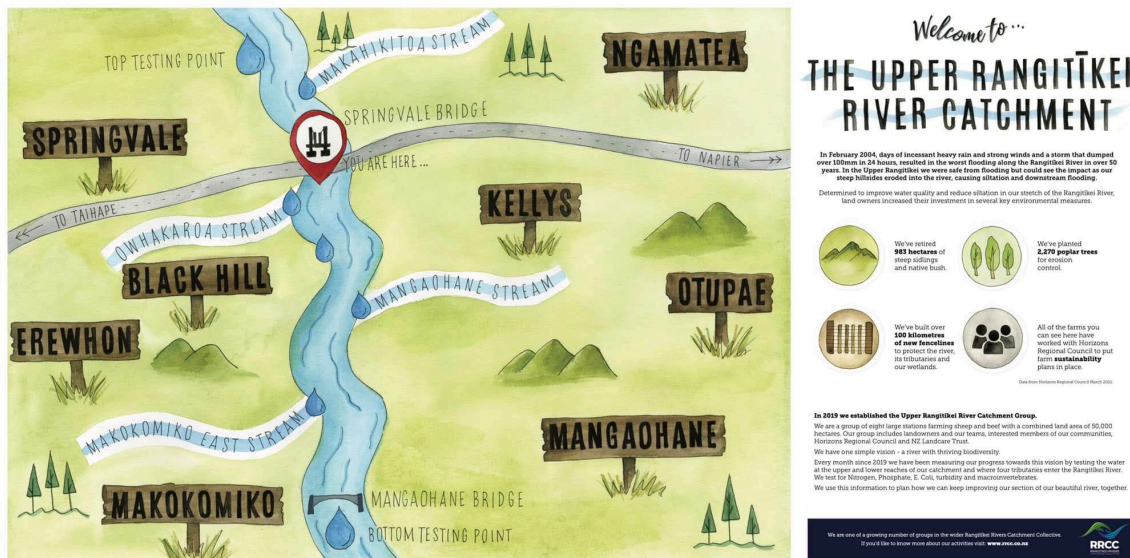 TOP TESTING POINT
MAKAHIKITOA STREAM
NGAMATEA
SPRINGVALE
SPRINGVALE BRIDGE
YOU ARE HERE...
TO NAPIER
TO TAIHAPE
OWHAKAROA STREAM
KELLYS
BLACK HILL
MANGAOHANE STREAM
OTUPAE
EREWHON
MAKOKOMIKO EAST STREAM
MANGAOHANE
MAKOKOMIKO
MANGAOHANE BRIDGE
BOTTOM TESTING POINT
Welcome to...
THE UPPER RANGITĪKEI
RIVER CATCHMENT
In February 2004, days of incessant heavy rain and strong winds and a storm that dumped
over 100mm in 24 hours, resulted in the worst flooding along the Rangitikei River in over 50
years. In the Upper Rangitikei we were safe from flooding but could see the impact as our
steep hillsides eroded into the river, causing siltation and downstream flooding.
Determined to improve water quality and reduce siltation in our stretch of the Rangitikei River,
land owners increased their investment in several key environmental measures.
We've retired
983 hectares of
steep sidlings
and native bush.
We've planted
2,270 poplar trees
for erosion
control.
We've built over
100 kilometres
of new fencelines
to protect the river,
its tributaries and
our wetlands.
All of the farms you
can see here have
worked with Horizons
Regional Council to put
farm sustainability
plans in place.
Data from Horizons Regional Council March 2022.
In 2019 we established the Upper Rangitikei River Catchment Group.
We are a group of eight large stations farming sheep and beef with a combined land area of 50,000
hectares. Our group includes landowners and our teams, interested members of our communities,
Horizons Regional Council and NZ Landcare Trust.
We have one simple vision - a river with thriving biodiversity.
Every month since 2019 we have been measuring our progress towards this vision by testing the water
at the upper and lower reaches of our catchment and where four tributaries enter the Rangitikei River.
We test for Nitrogen, Phosphate, E. Coli, turbidity and macroinvertebrates.
We use this information to plan how we can keep improving our section of our beautiful river, together.
We are one of a growing number of groups in the wider Rangitikei Rivers Catchment Collective.
If you'd like to know more about our activities visit: www.rrcc.co.nz
RRCC